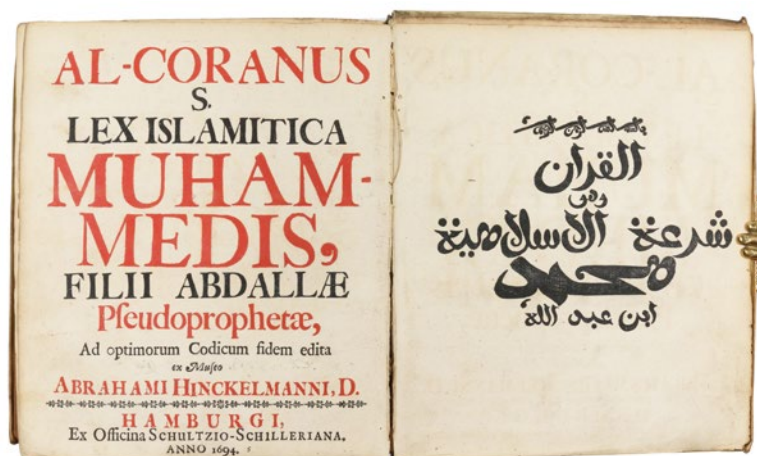 AL-CORANUS
S.
LEX ISLAMITICA
MUHAM-
MEDIS,
FILII ABDALLÆ
Pſeudoprophetæ,
Ad optimorum Codicum fidem edita
ex Muſeo
ABRAHAMI HINCKELMANNI, D.
HAMBURGI,
Ex Officina SCHULTZIO-SCHILLERIANA.
ANNO 1694.
القران
وهو
شرعة الاسلامية
محمد
ابن عبد الله